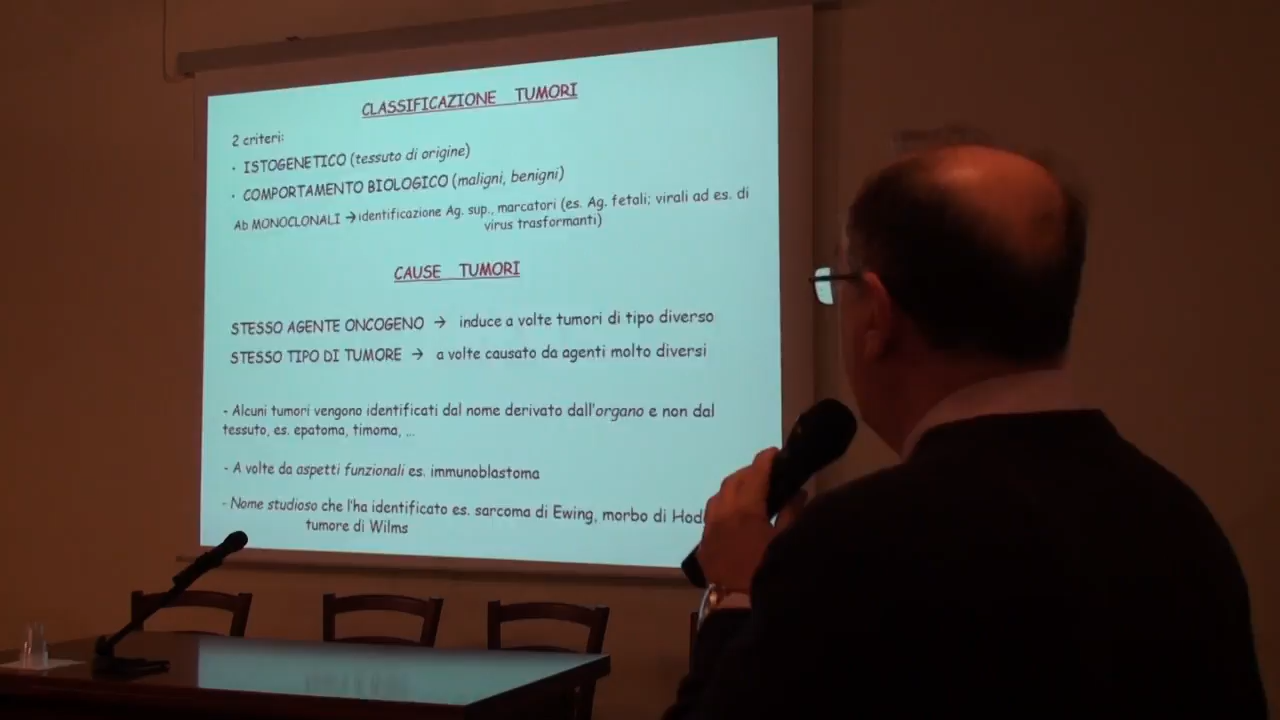 CLASSIFICAZIONE TUMORI
2 criteri:
· ISTOGENETICO (tessuto di origine)
· COMPORTAMENTO BIOLOGICO (maligni, benigni)
Ab MONOCLONALI → identificazione Ag. sup., marcatori (es. Ag. fetali; virali ad es. di
virus trasformanti)
CAUSE TUMORI
STESSO AGENTE ONCOGENO → induce a volte tumori di tipo diverso
STESSO TIPO DI TUMORE → a volte causato da agenti molto diversi
- Alcuni tumori vengono identificati dal nome derivato dall'organo e non dal
tessuto, es. epatoma, timoma, ...
- A volte da aspetti funzionali es. immunoblastoma
- Nome studioso che l'ha identificato es. sarcoma di Ewing, morbo di Hod
tumore di Wilms